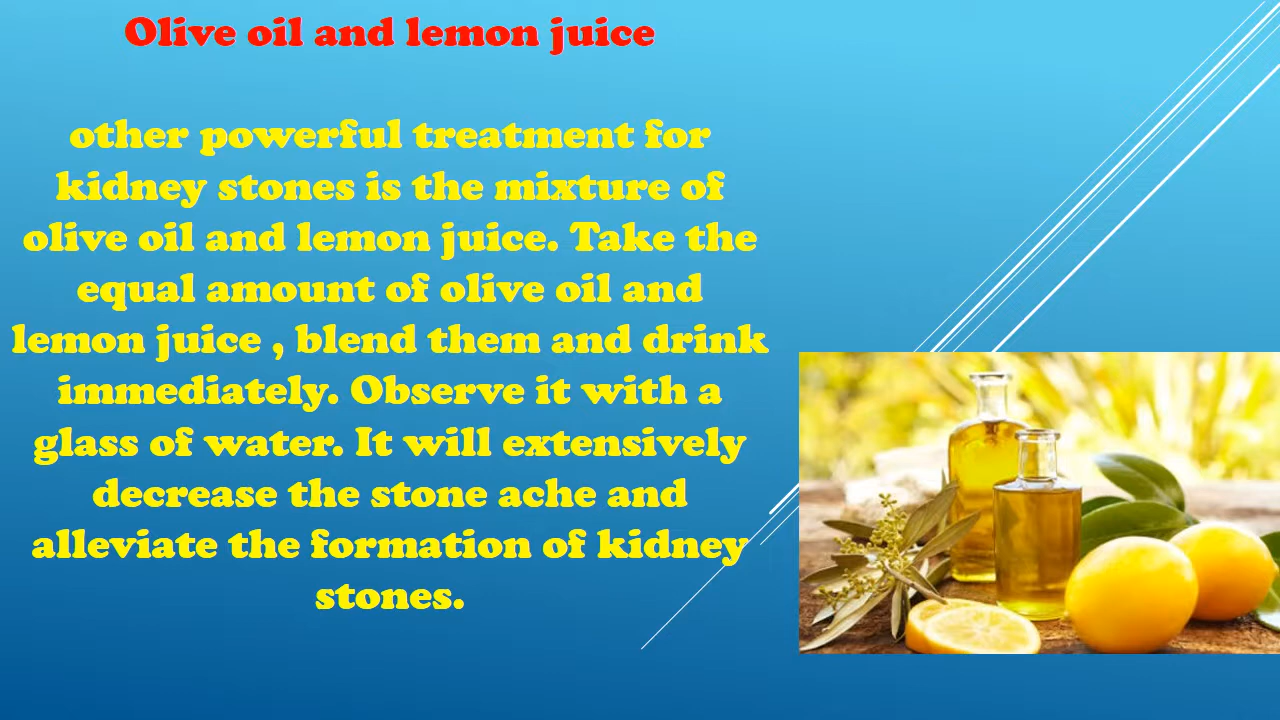 Olive oil and lemon juice
other powerful treatment for
kidney stones is the mixture of
olive oil and lemon juice. Take the
equal amount of olive oil and
lemon juice , blend them and drink
immediately. Observe it with a
glass of water. It will extensively
decrease the stone ache and
alleviate the formation of kidney
stones.